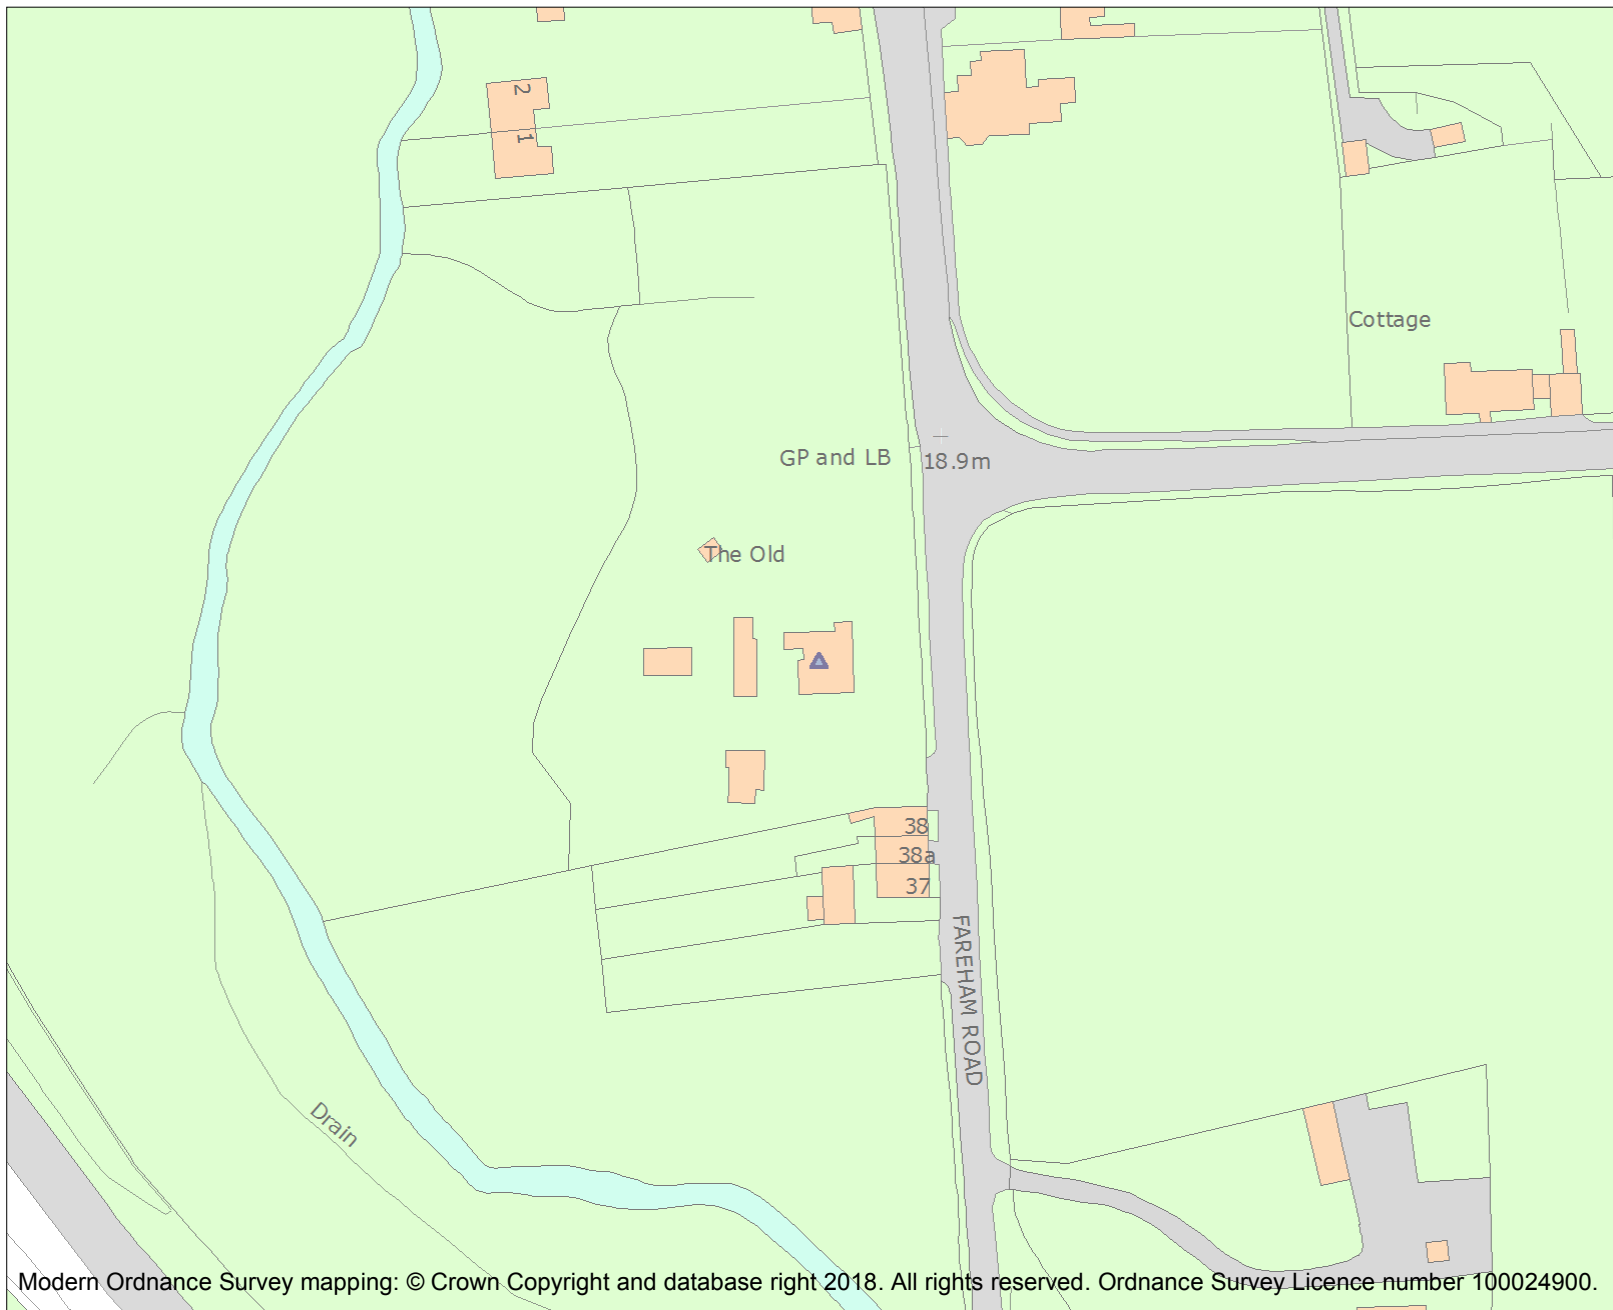 2
1
Cottage
GP and LB
18.9m
The Old
38
38a
37
FAREHAM ROAD
Drain
Modern Ordnance Survey mapping: © Crown Copyright and database right 2018. All rights reserved. Ordnance Survey Licence number 100024900.